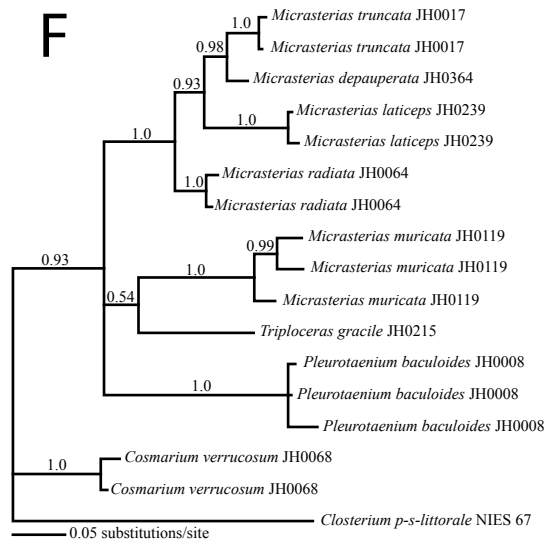 F
1.0
Micrasterias truncata JH0017
Micrasterias truncata JH0017
0.98
Micrasterias depauperata JH0364
0.93
Micrasterias laticeps JH0239
1.0
Micrasterias laticeps JH0239
1.0
Micrasterias radiata JH0064
1.0
Micrasterias radiata JH0064
Micrasterias muricata JH0119
0.99
Micrasterias muricata JH0119
1.0
0.93
0.54
Micrasterias muricata JH0119
Triploceras gracile JH0215
Pleurotaenium baculoides JH0008
1.0
Pleurotaenium baculoides JH0008
Pleurotaenium baculoides JH0008
Cosmarium verrucosum JH0068
1.0
Cosmarium verrucosum JH0068
Closterium p-s-littorale NIES 67
0.05 substitutions/site